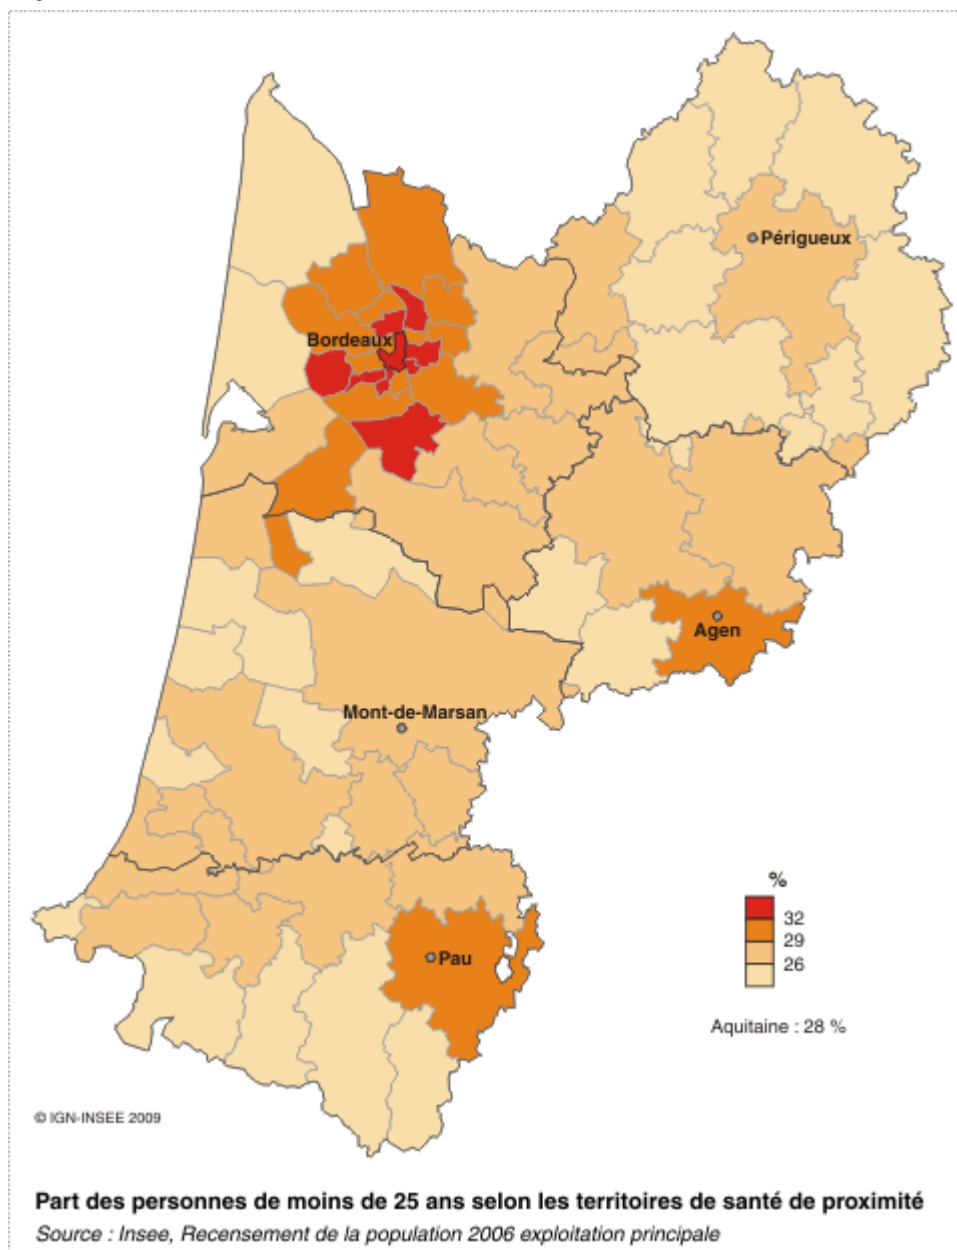 Périgueux
Bordeaux
Agen
Mont-de-Marsan
%
32
29
26
Pau
Aquitaine : 28 %
© IGN-INSEE 2009
Part des personnes de moins de 25 ans selon les territoires de santé de proximité
Source : Insee, Recensement de la population 2006 exploitation principale